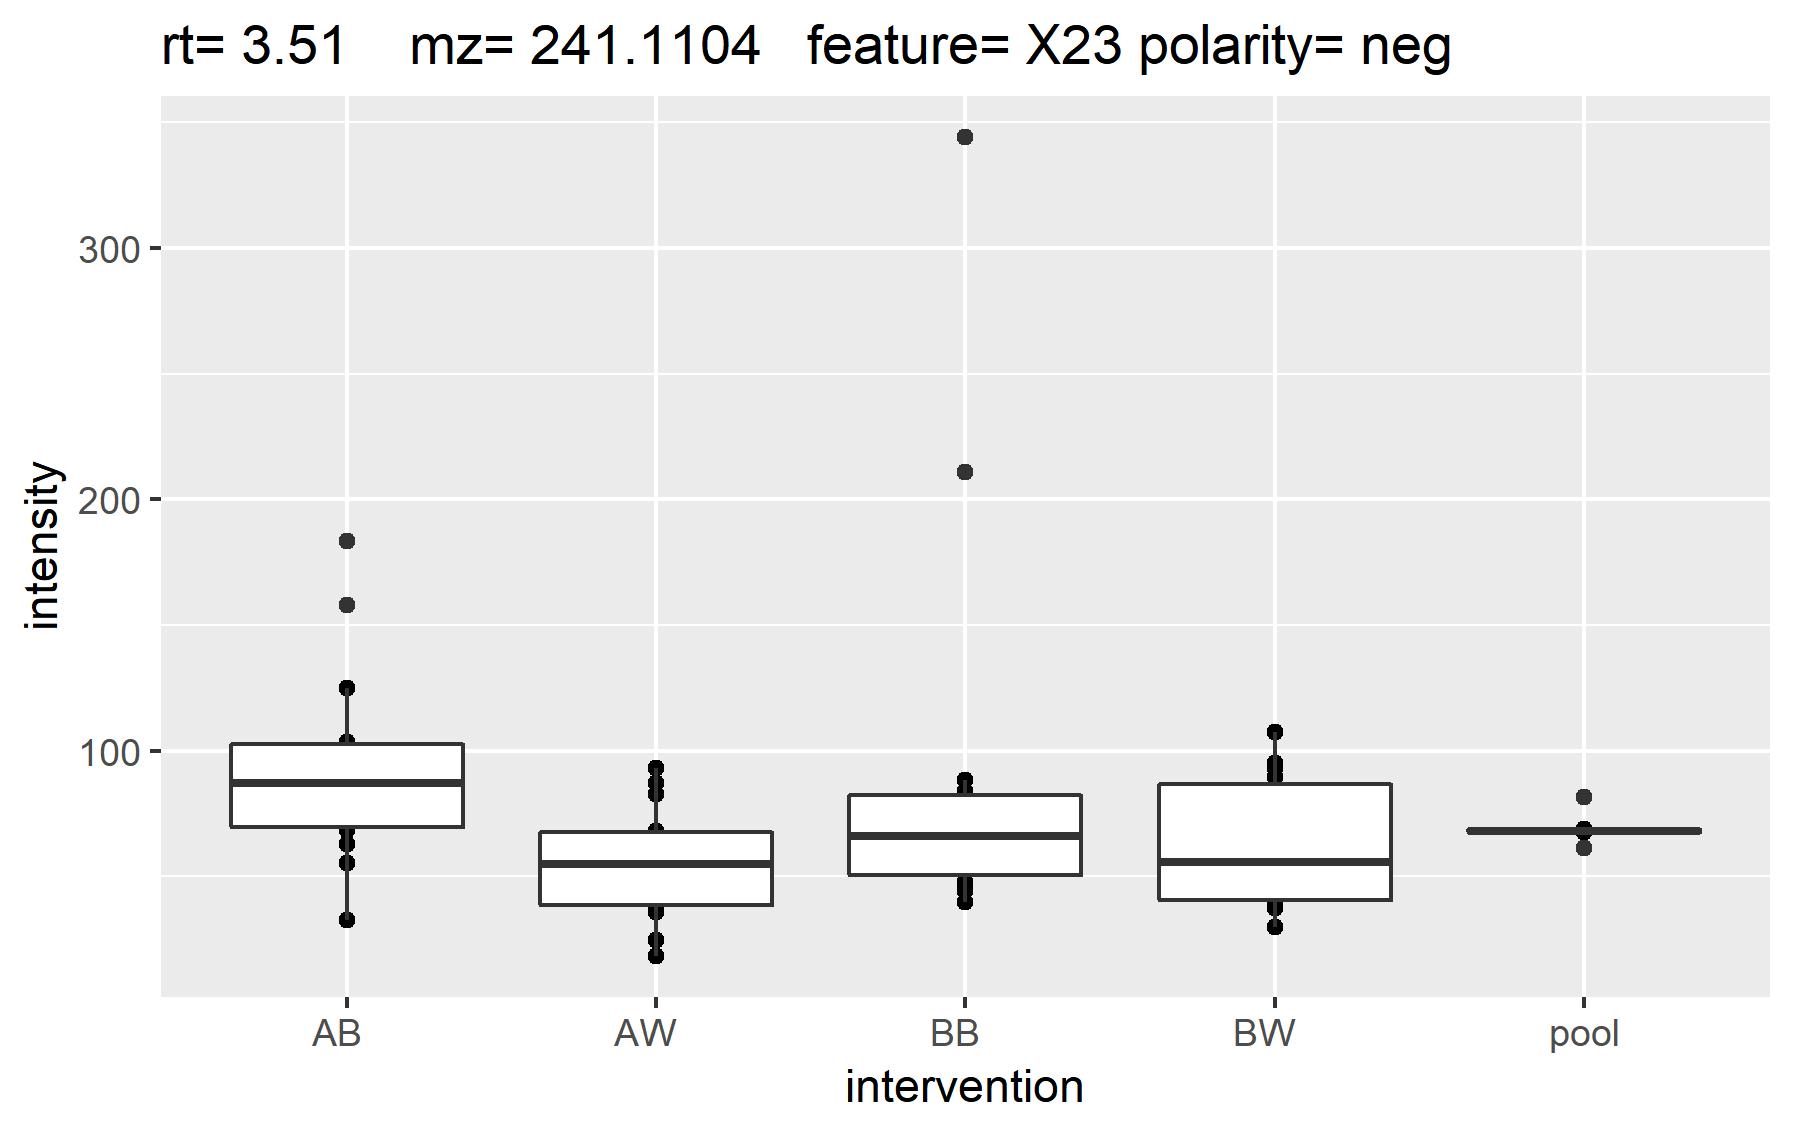 rt= 3.51    mz= 241.1104   feature= X23 polarity= neg
intensity
300
200
100
AB AW BB BW pool
intervention